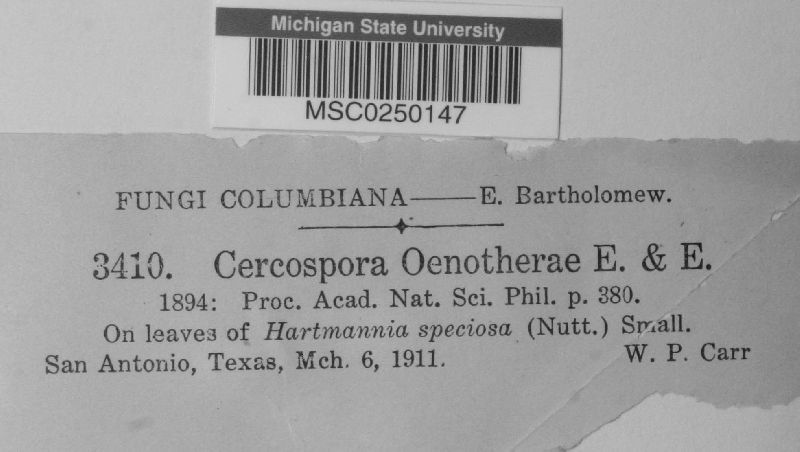 Michigan State University
MSC0250147
FUNGI COLUMBIANA——E. Bartholomew.
3410. Cercospora Oenotherae E. & E.
1894: Proc. Acad. Nat. Sci. Phil. p. 380.
On leaves of Hartmannia speciosa (Nutt.) Small.
San Antonio, Texas, Mch. 6, 1911. W. P. Carr